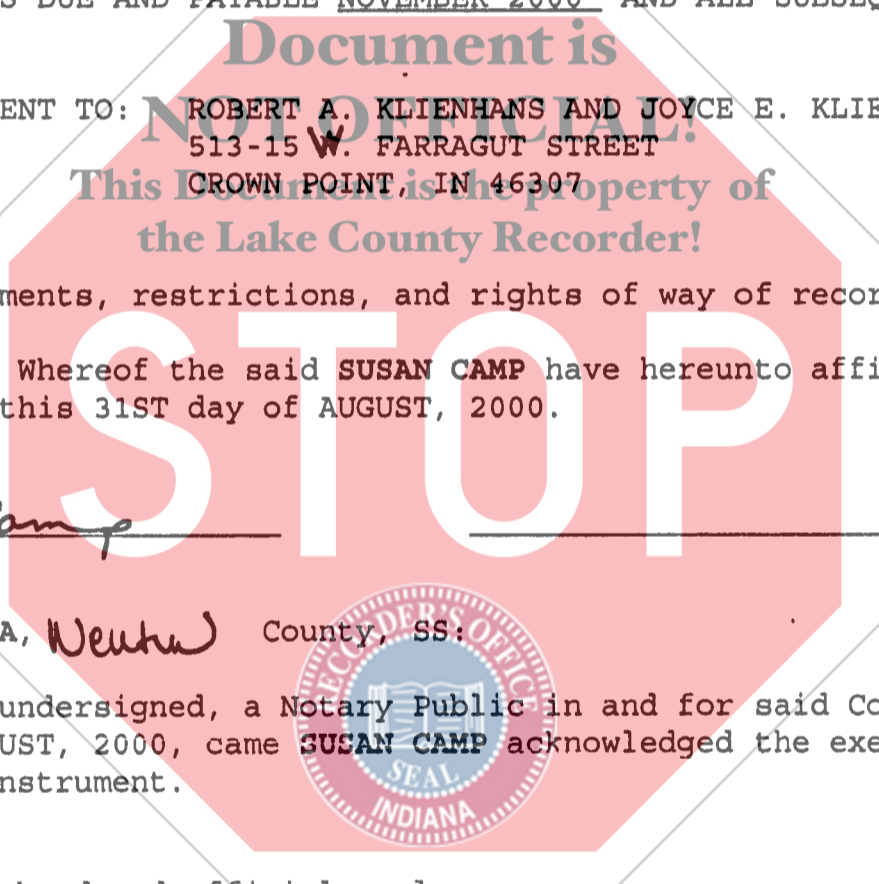 S DUE AND PAYABLE NOVEMBER 2000 AND ALL SUBSEQ
Document is
ENT TO: ROBERT A. KLIENHANS AND JOYCE E. KLIE
NOT OFFICIAL!
513-15 W. FARRAGUT STREET
This Document is the property of
CROWN POINT, IN 46307
the Lake County Recorder!
ments, restrictions, and rights of way of recor
Whereof the said SUSAN CAMP have hereunto affi
this 31ST day of AUGUST, 2000.
STOP
Camp
A, Newton County, SS:
RECORDER'S OFFICE
undersigned, a Notary Public in and for said Co
UST, 2000, came SUSAN CAMP acknowledged the exe
nstrument.
SEAL
INDIANA